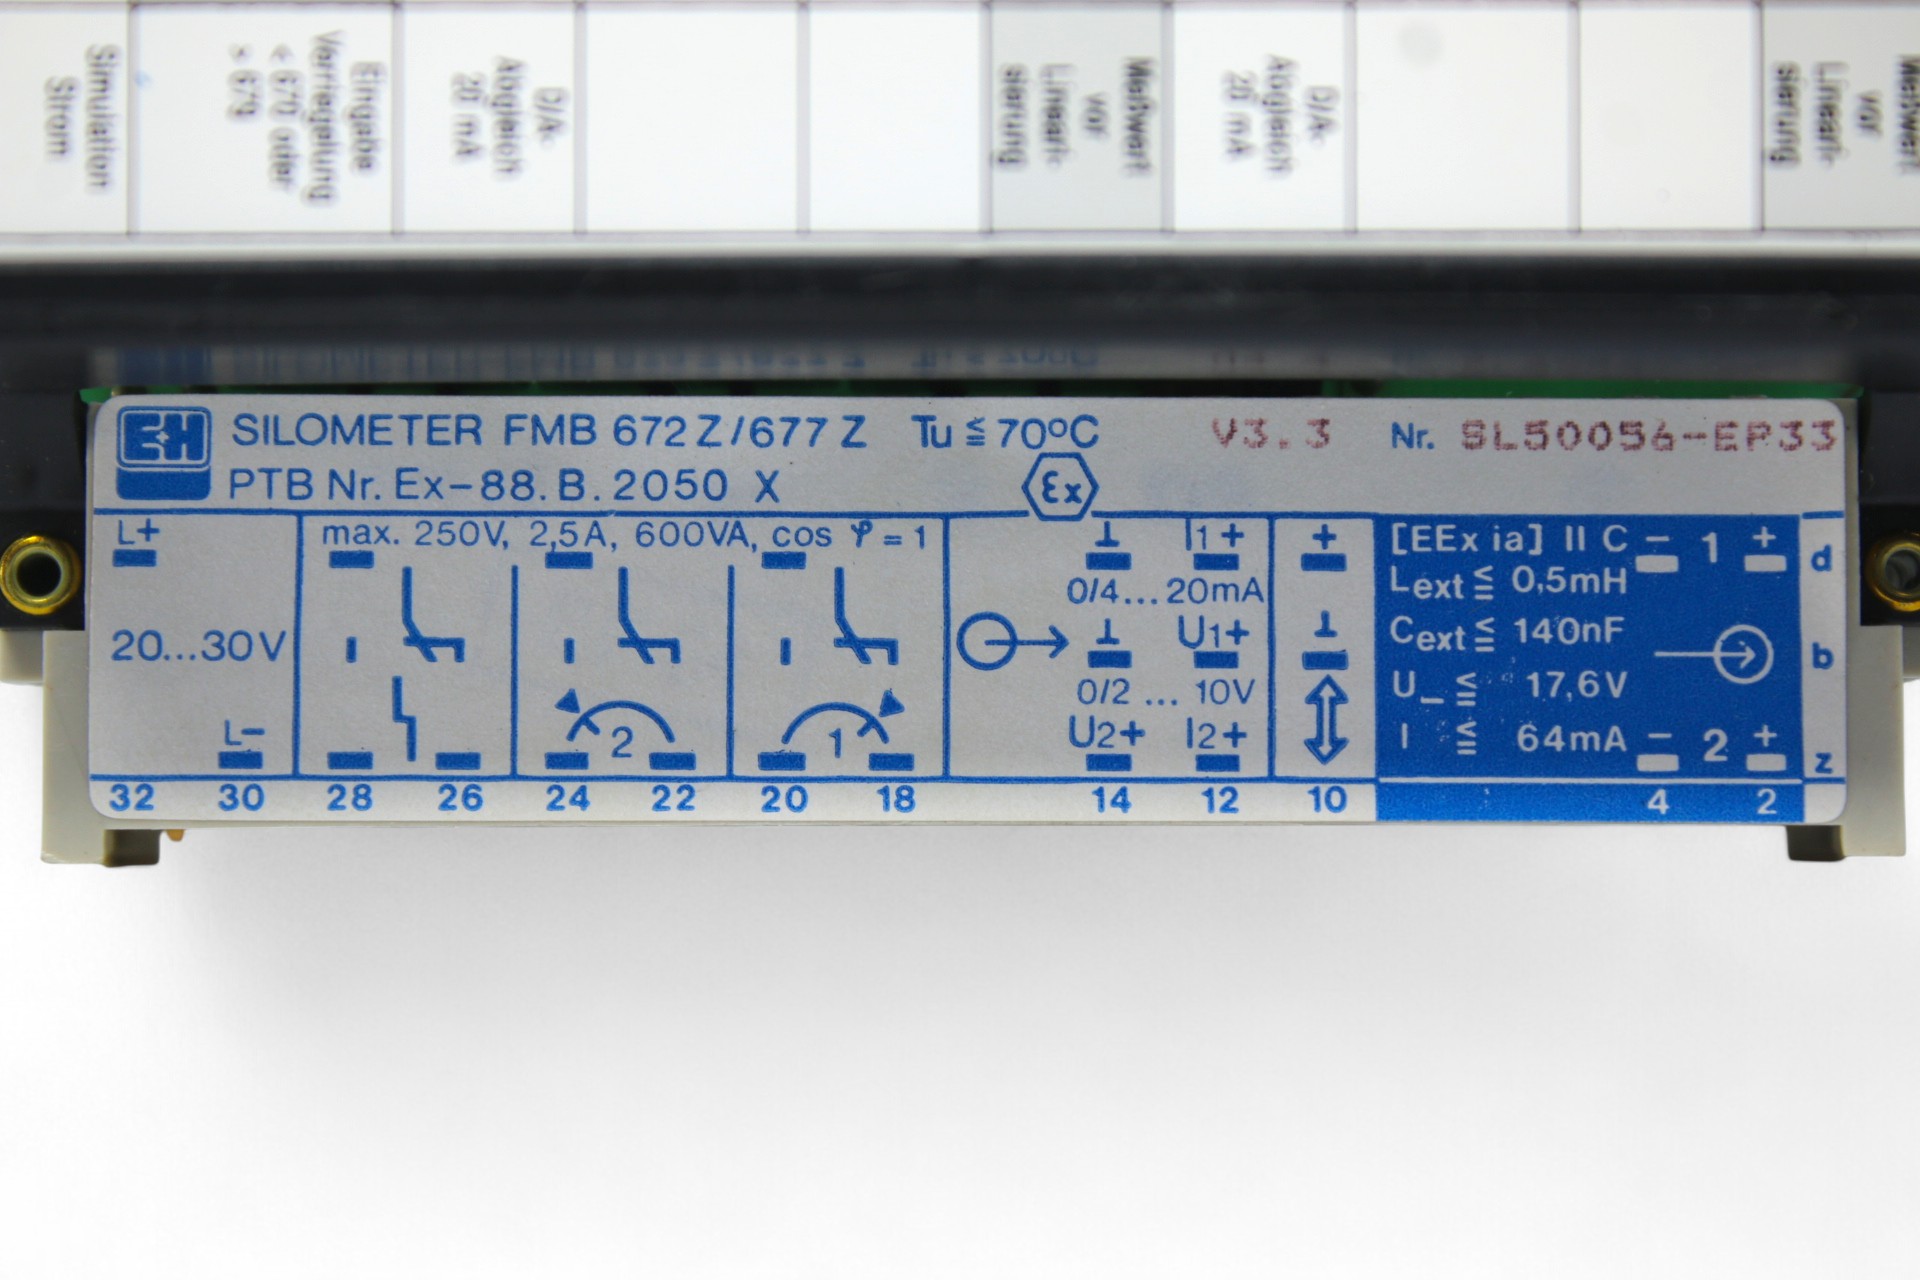 Simulation
Strom
Eingabe
Verriegelung
< 670 oder
> 679
D/A-
Abgleich
20 mA
Meßwert
vor
Lineari-
sierung
D/A-
Abgleich
20 mA
Meßwert
vor
Lineari-
sierung
E+H SILOMETER FMB 672 Z/677 Z Tu ≦ 70°C V3.3 Nr. SL50056-EP33
PTB Nr. Ex-88.B.2050 X Ex
L+ max. 250V, 2,5A, 600VA, cos φ = 1 ⊥ I1+ + [EEx ia] II C - 1 + d
0/4...20mA Lext ≦ 0,5mH
20...30V ⊥ U1+ ⊥ Cext ≦ 140nF b
0/2 ... 10V U_ ≦ 17,6V
L- 2 1 U2+ I2+ I ≦ 64mA - 2 + z
32 30 28 26 24 22 20 18 14 12 10 4 2